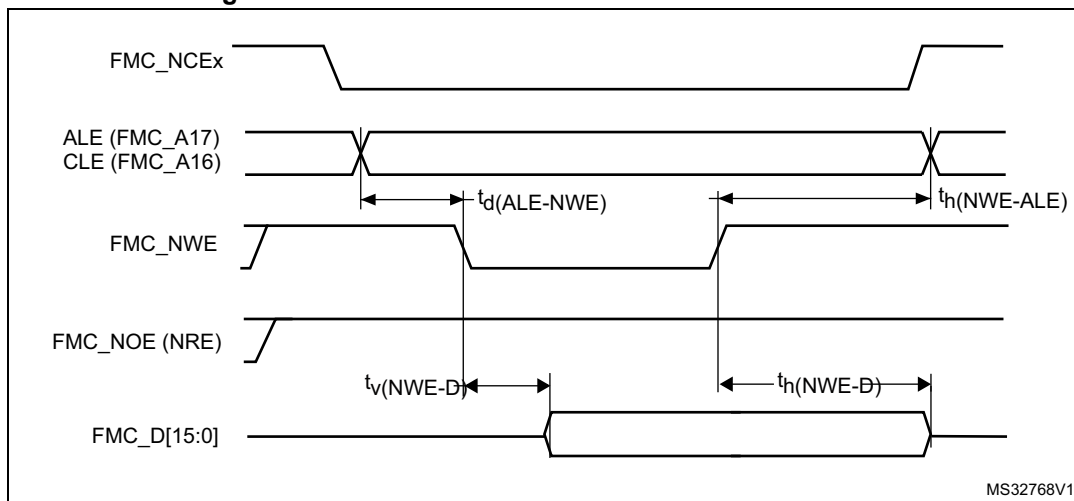 FMC_NCEx
ALE (FMC_A17)
CLE (FMC_A16)
td(ALE-NWE)
th(NWE-ALE)
FMC_NWE
FMC_NOE (NRE)
tv(NWE-D)
th(NWE-D)
FMC_D[15:0]
MS32768V1